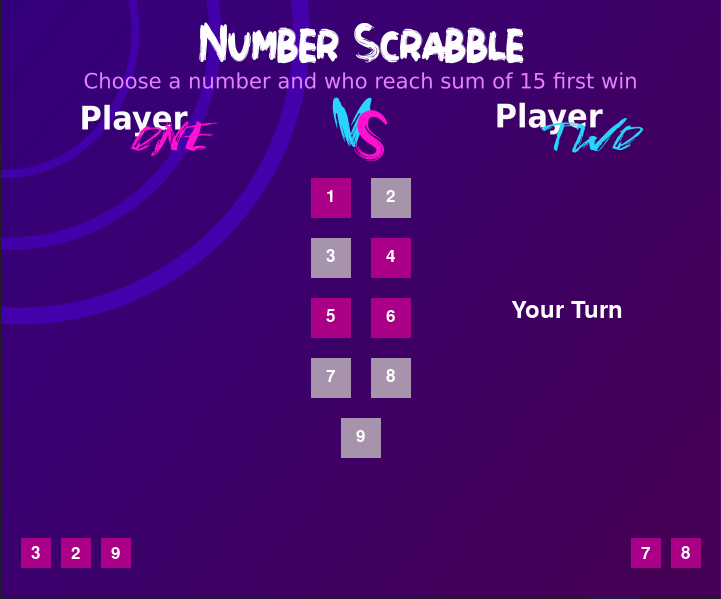 Number Scrabble
Choose a number and who reach sum of 15 first win
Player ONE
VS
Player TWO
1 2
3 4
5 6
Your Turn
7 8
9
3 2 9
7 8